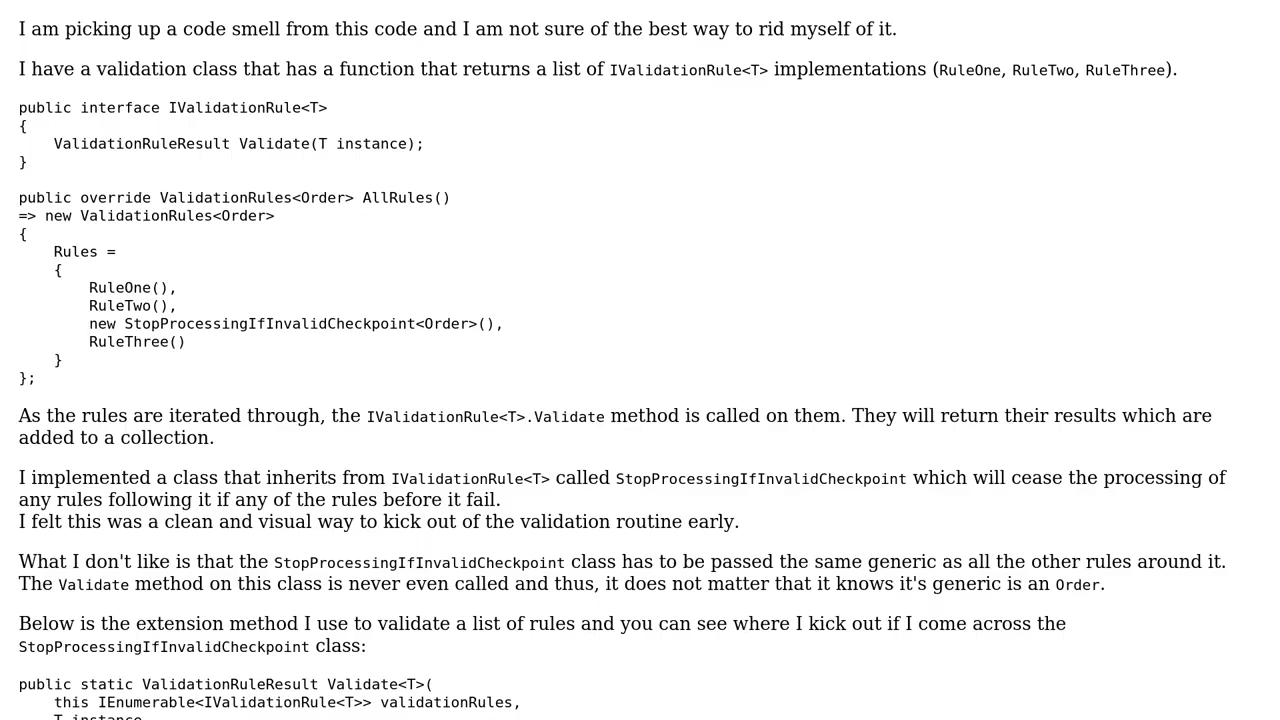 I am picking up a code smell from this code and I am not sure of the best way to rid myself of it.
I have a validation class that has a function that returns a list of IValidationRule<T> implementations (RuleOne, RuleTwo, RuleThree).
public interface IValidationRule<T>
{
    ValidationRuleResult Validate(T instance);
}
public override ValidationRules<Order> AllRules()
=> new ValidationRules<Order>
{
    Rules =
    {
        RuleOne(),
        RuleTwo(),
        new StopProcessingIfInvalidCheckpoint<Order>(),
        RuleThree()
    }
};
As the rules are iterated through, the IValidationRule<T>.Validate method is called on them. They will return their results which are
added to a collection.
I implemented a class that inherits from IValidationRule<T> called StopProcessingIfInvalidCheckpoint which will cease the processing of
any rules following it if any of the rules before it fail.
I felt this was a clean and visual way to kick out of the validation routine early.
What I don't like is that the StopProcessingIfInvalidCheckpoint class has to be passed the same generic as all the other rules around it.
The Validate method on this class is never even called and thus, it does not matter that it knows it's generic is an Order.
Below is the extension method I use to validate a list of rules and you can see where I kick out if I come across the
StopProcessingIfInvalidCheckpoint class:
public static ValidationRuleResult Validate<T>(
    this IEnumerable<IValidationRule<T>> validationRules,
    T instance